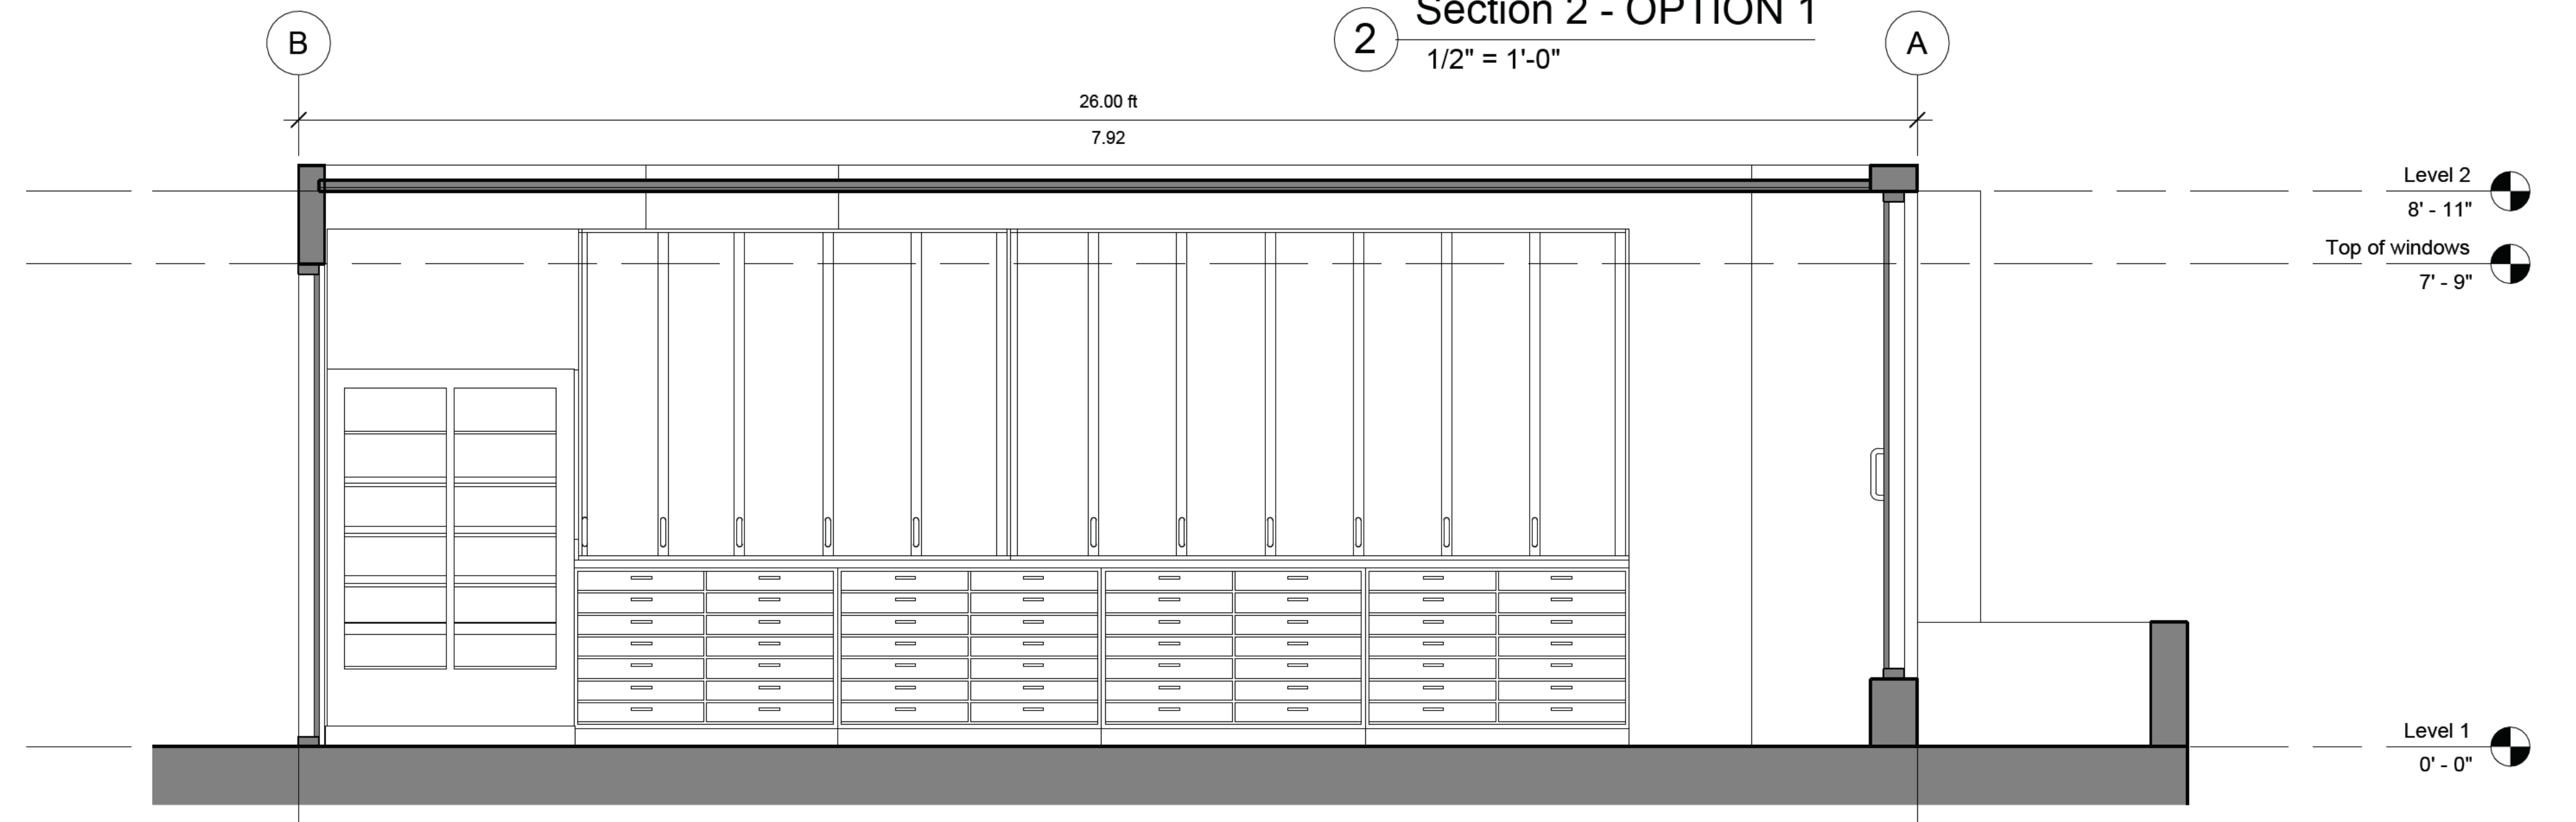 Section 2 - OPTION 1
B
2
A
1/2" = 1'-0"
26.00 ft
7.92
Level 2
8' - 11"
Top of windows
7' - 9"
Level 1
0' - 0"